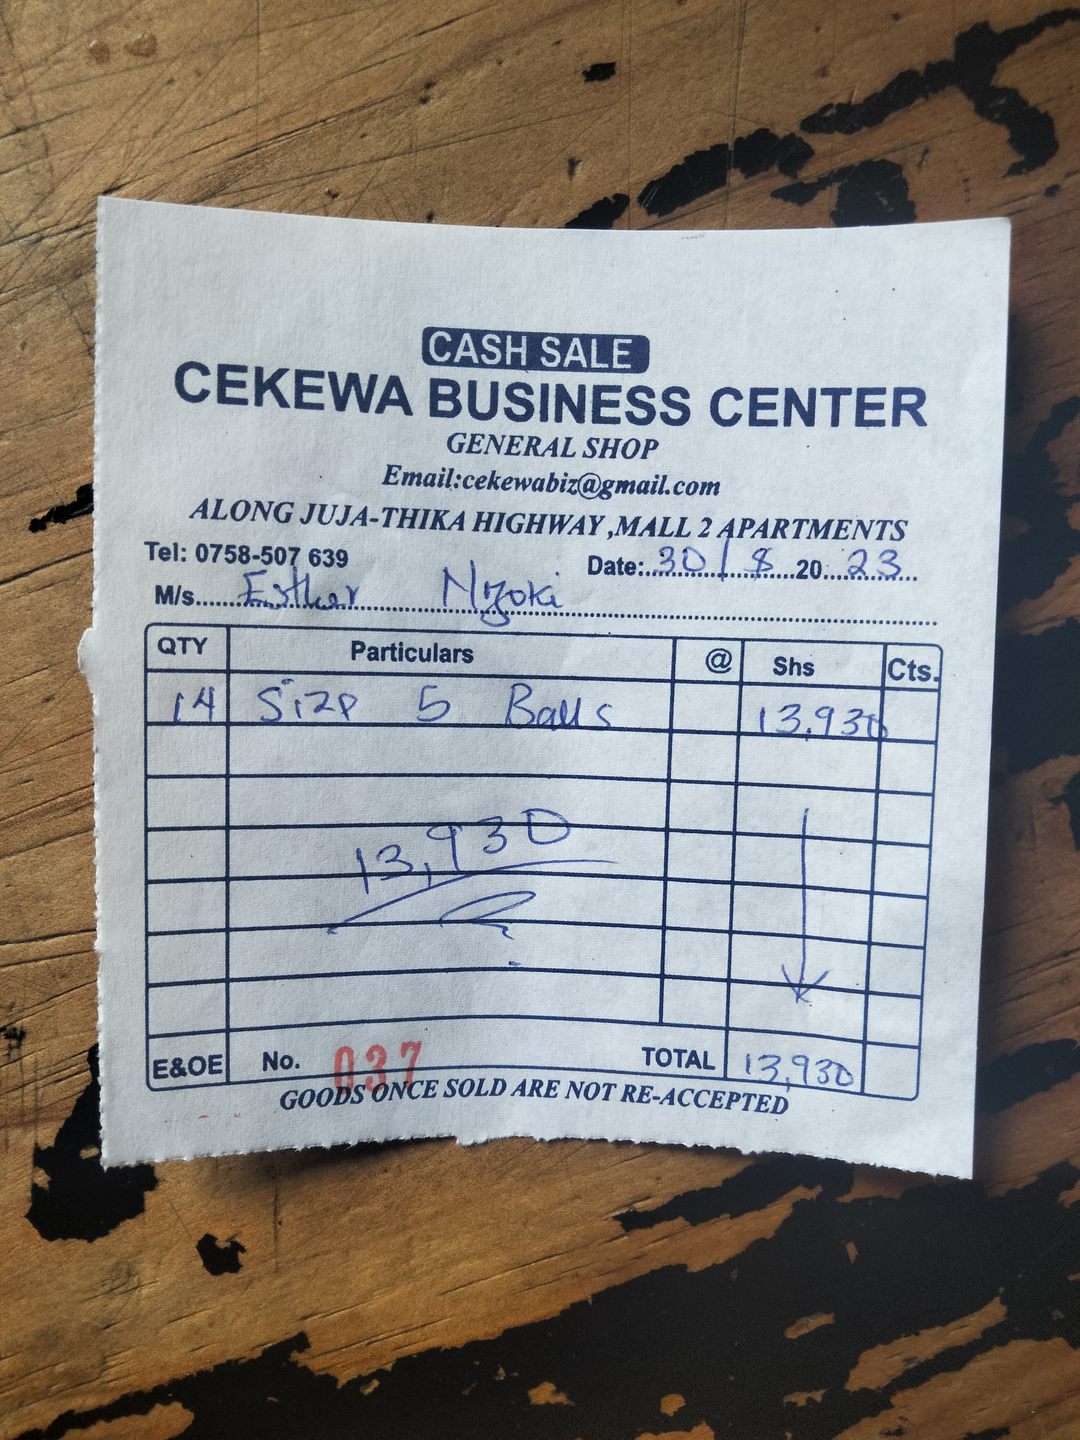 CASH SALE
CEKEWA BUSINESS CENTER
GENERAL SHOP
Email:cekewabiz@gmail.com
ALONG JUJA-THIKA HIGHWAY ,MALL 2 APARTMENTS
Tel: 0758-507 639 Date:..30/8..20..23..
M/s..Esther Nzoki..
QTY Particulars @ Shs Cts.
14 Size 5 Balls 13,930
13,930
E&OE No. 037 TOTAL 13,930
GOODS ONCE SOLD ARE NOT RE-ACCEPTED